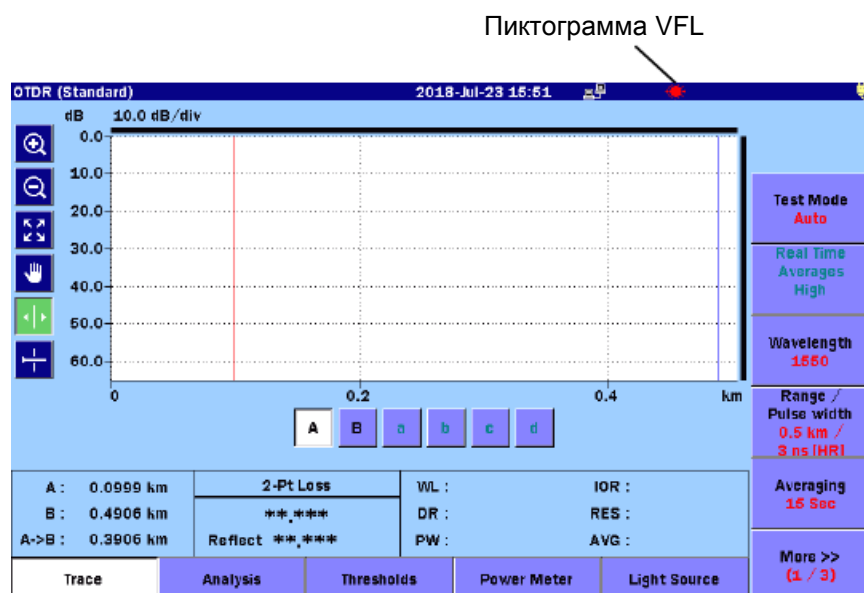 Пиктограмма VFL
OTDR (Standard) 2018-Jul-23 15:51
dB 10.0 dB/div
0.0
10.0
20.0
30.0
40.0
50.0
60.0
0 0.2 0.4 km
A B a b c d
A : 0.0999 km
B : 0.4906 km
A->B : 0.3906 km
2-Pt Loss
**.***
Reflect **.***
WL : IOR :
DR : RES :
PW : AVG :
Trace Analysis Thresholds Power Meter Light Source
Test Mode
Auto
Real Time
Averages
High
Wavelength
1550
Range /
Pulse width
0.5 km /
3 ns [HR]
Averaging
15 Sec
More >>
(1 / 3)